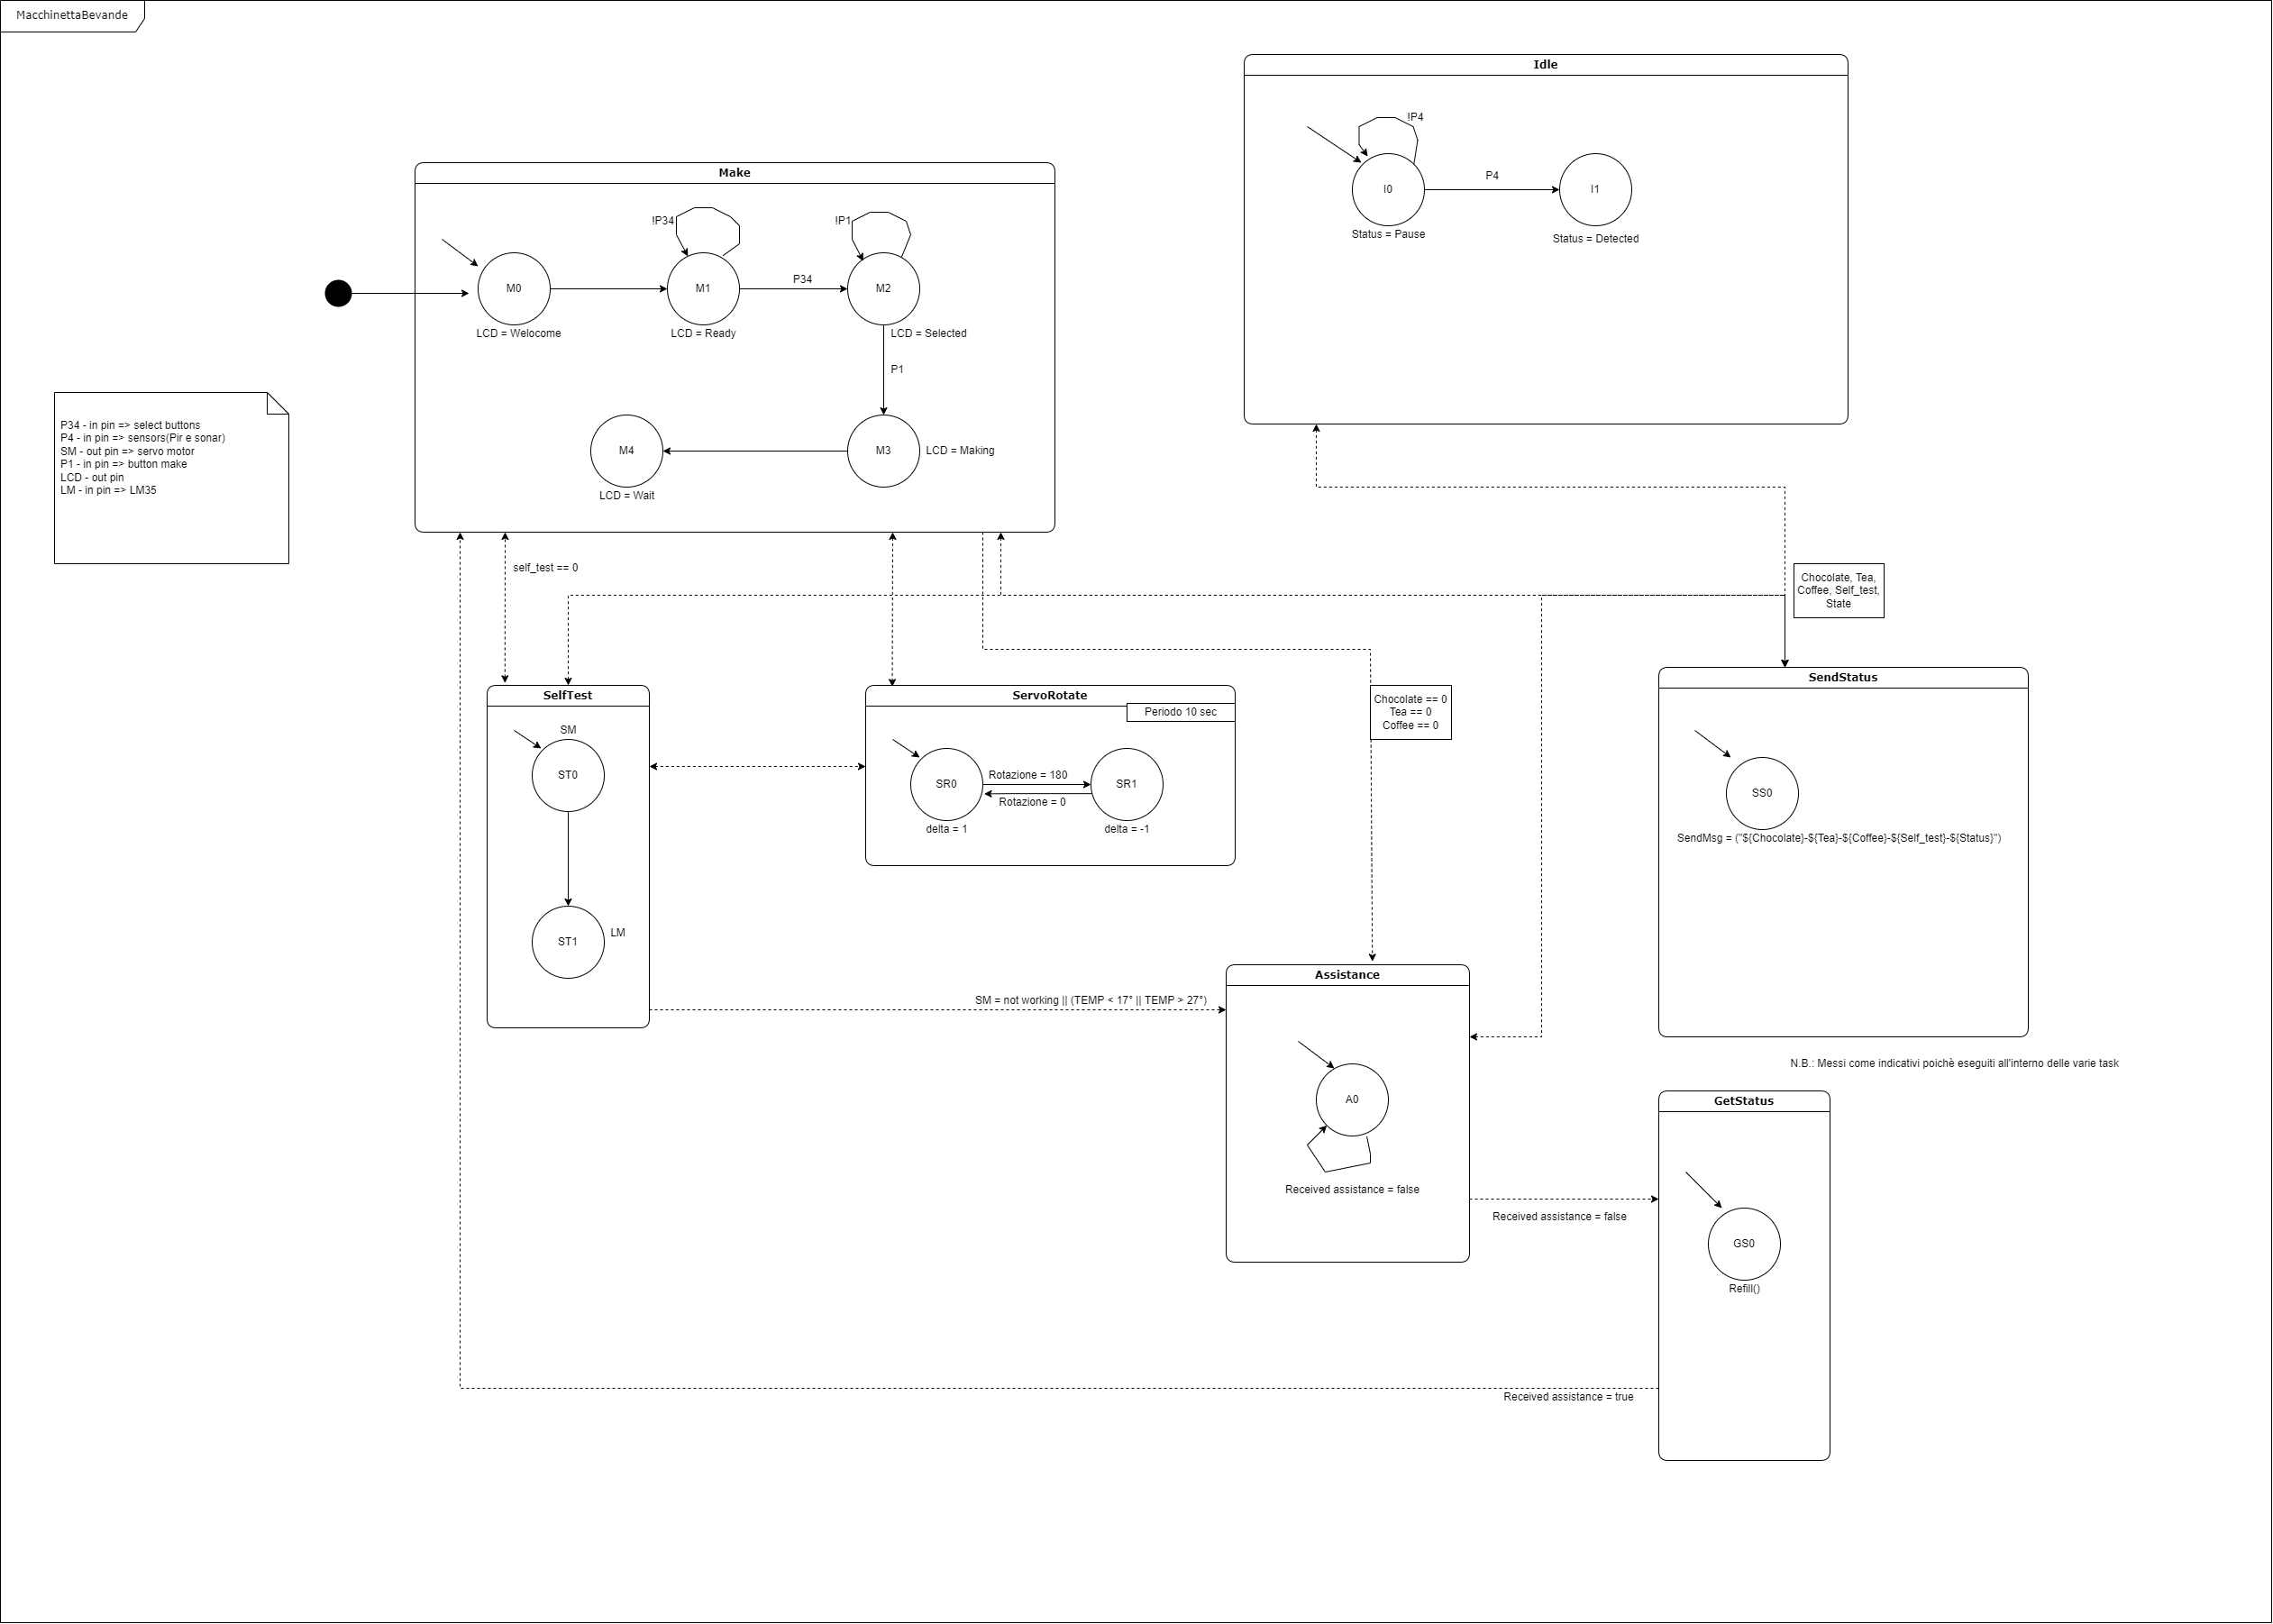 MacchinettaBevande
Idle
!P4
I0
P4
I1
Status = Pause
Status = Detected
Make
!P34
!P1
M0
M1
P34
M2
LCD = Welocome
LCD = Ready
LCD = Selected
P1
M4
M3
LCD = Making
LCD = Wait
P34 - in pin => select buttons
P4 - in pin => sensors(Pir e sonar)
SM - out pin => servo motor
P1 - in pin => button make
LCD - out pin
LM - in pin => LM35
self_test == 0
Chocolate, Tea,
Coffee, Self_test,
State
SelfTest
SM
ST0
ST1
LM
ServoRotate
Periodo 10 sec
SR0
Rotazione = 180
Rotazione = 0
SR1
delta = 1
delta = -1
Chocolate == 0
Tea == 0
Coffee == 0
SendStatus
SS0
SendMsg = ("${Chocolate}-${Tea}-${Coffee}-${Self_test}-${Status}")
SM = not working || (TEMP < 17° || TEMP > 27°)
Assistance
A0
Received assistance = false
N.B.: Messi come indicativi poichè eseguiti all'interno delle varie task
GetStatus
Received assistance = false
GS0
Refill()
Received assistance = true